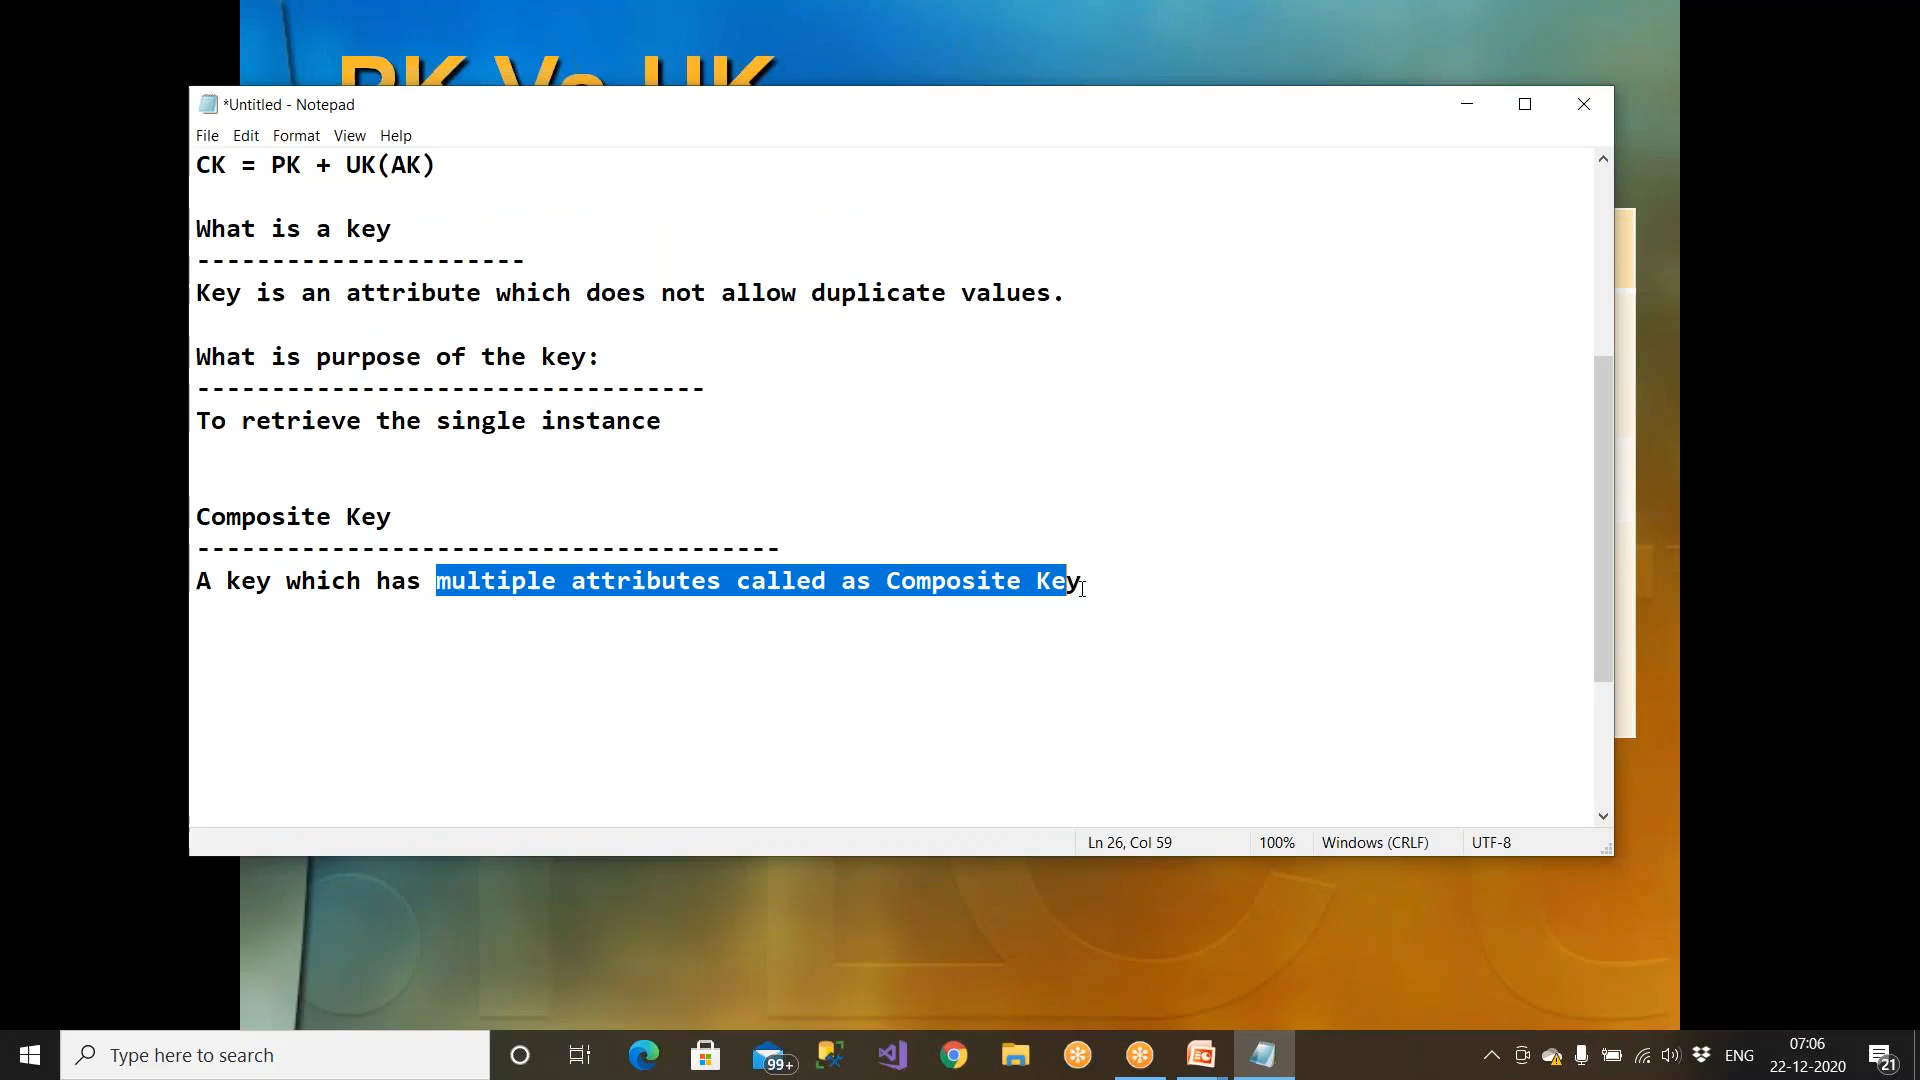 PK Vs UK
*Untitled - Notepad
File Edit Format View Help
CK = PK + UK(AK)
What is a key
----------------------
Key is an attribute which does not allow duplicate values.
What is purpose of the key:
----------------------------------
To retrieve the single instance
Composite Key
---------------------------------------
A key which has multiple attributes called as Composite Key
Ln 26, Col 59 100% Windows (CRLF) UTF-8
Type here to search
99+
ENG
07:06
22-12-2020
21